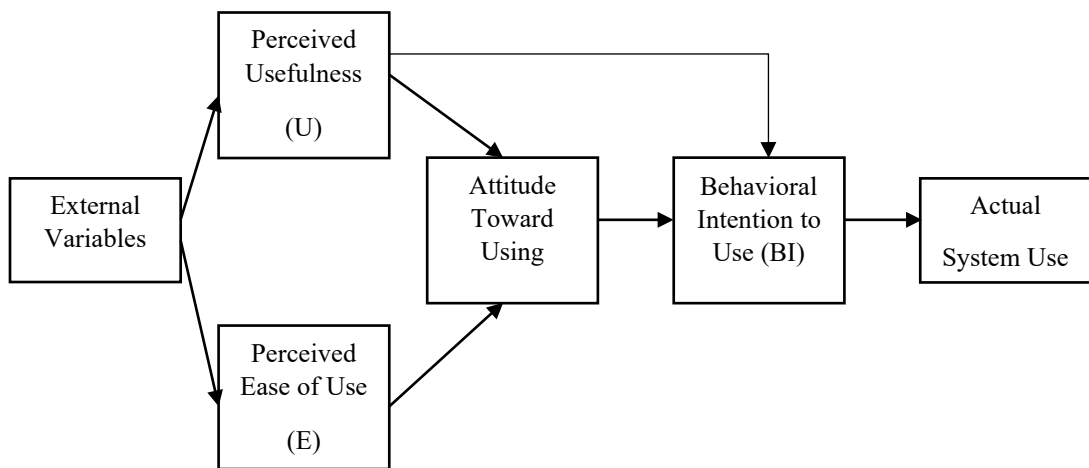 Perceived
Usefulness
(U)
External
Variables
Attitude
Toward
Using
Behavioral
Intention to
Use (BI)
Actual
System Use
Perceived
Ease of Use
(E)